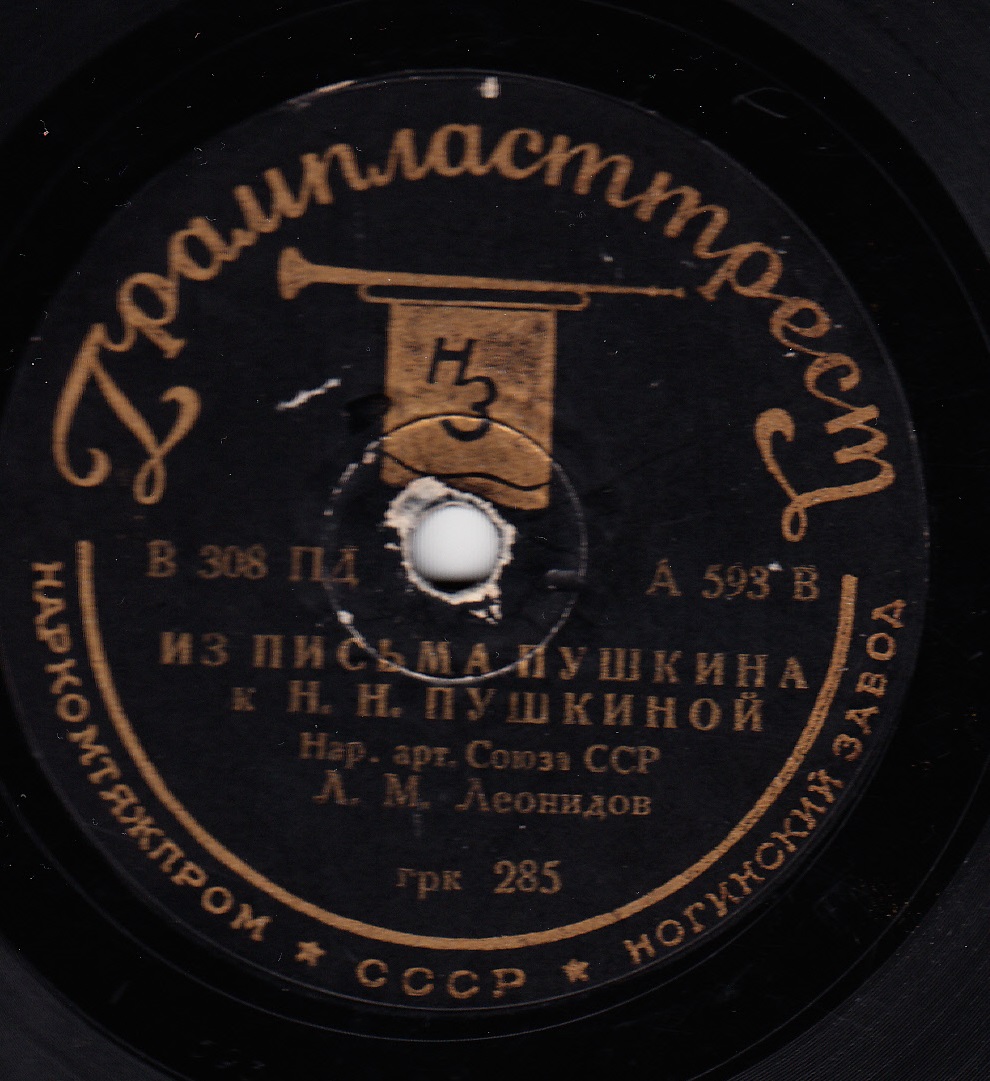 Грампласттрест
НЗ
В 308 ПД
А 593 В
ИЗ ПИСЬМА ПУШКИНА
к Н. Н. ПУШКИНОЙ
Нар. арт. Союза ССР
Л. М. Леонидов
грк 285
НАРКОМТЯЖПРОМ ★ СССР ★ НОГИНСКИЙ ЗАВОД